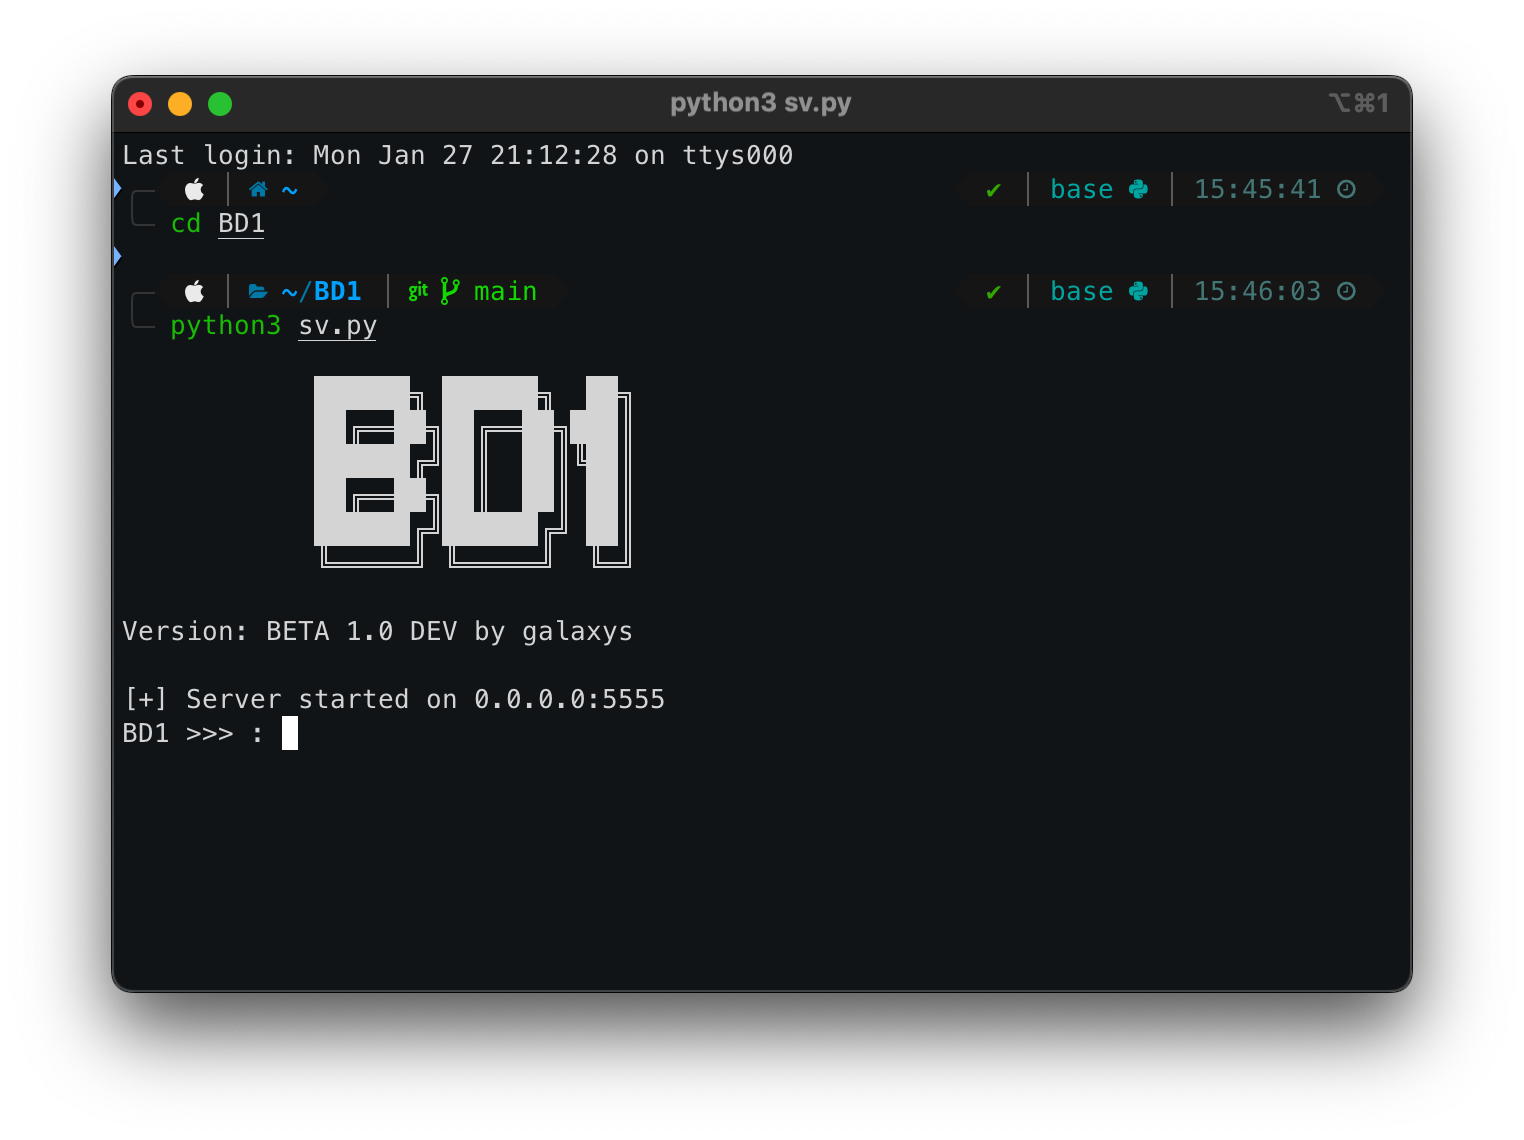 python3 sv.py ⌥⌘1
Last login: Mon Jan 27 21:12:28 on ttys000
~ ✔ base 15:45:41
cd BD1
~/BD1 git main ✔ base 15:46:03
python3 sv.py
BD1
Version: BETA 1.0 DEV by galaxys
[+] Server started on 0.0.0.0:5555
BD1 >>> :